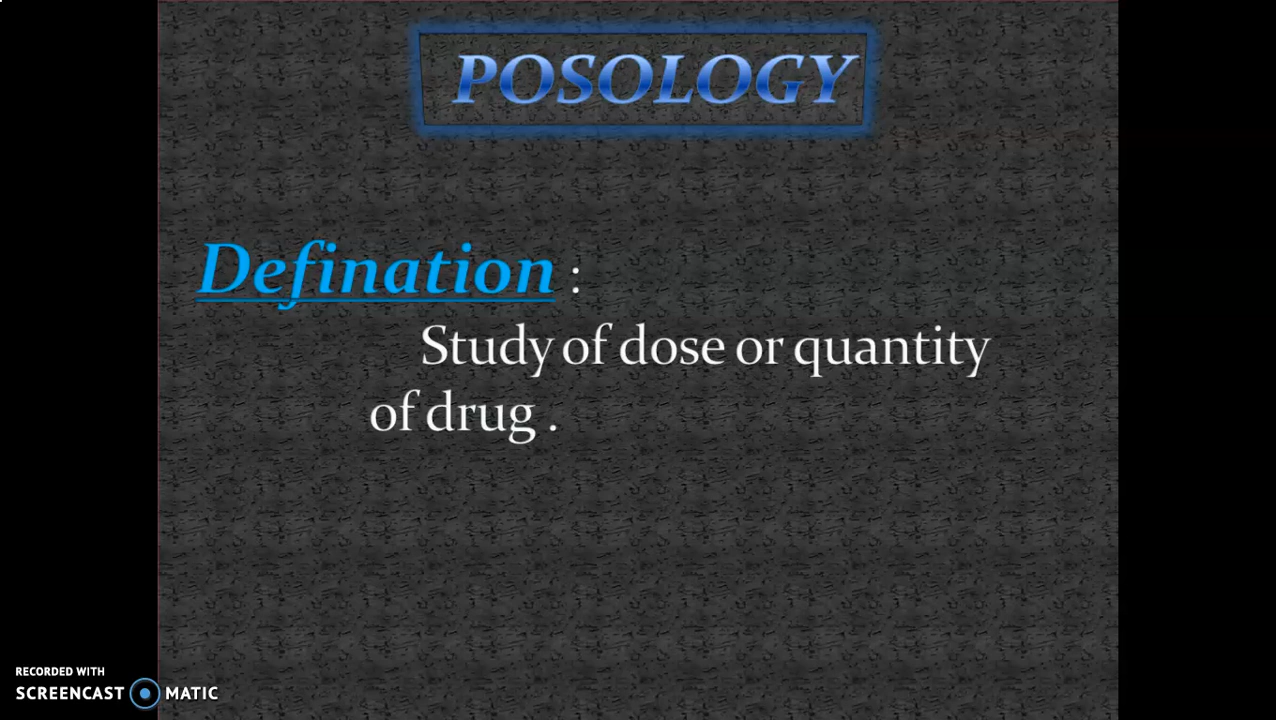 POSOLOGY
Defination :
Study of dose or quantity
of drug .
RECORDED WITH
SCREENCAST MATIC